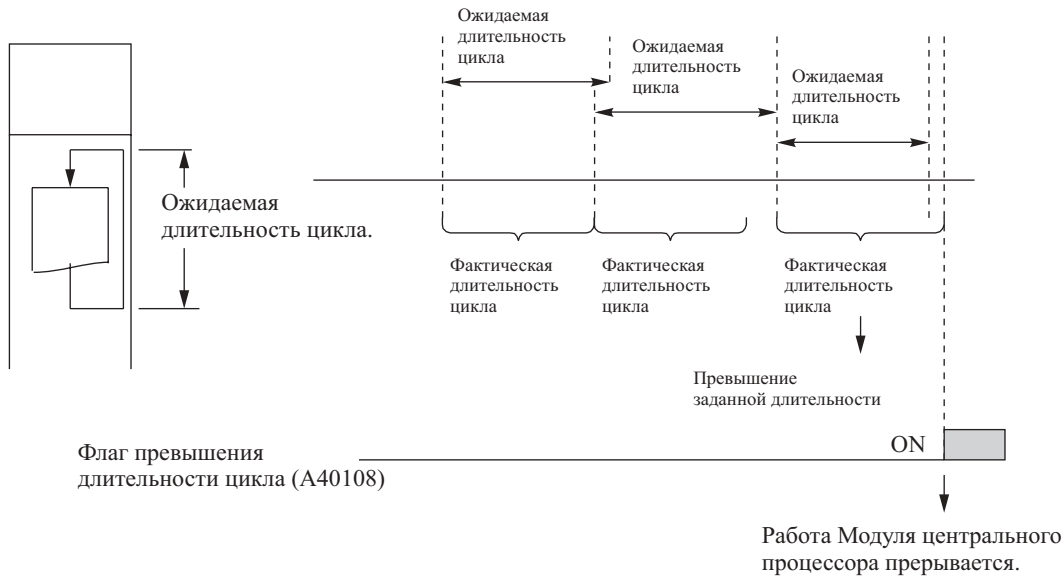 Ожидаемая
длительность
цикла
Ожидаемая
длительность
цикла
Ожидаемая
длительность
цикла
Ожидаемая
длительность цикла.
Фактическая
длительность
цикла
Фактическая
длительность
цикла
Фактическая
длительность
цикла
Превышение
заданной длительности
Флаг превышения
длительности цикла (A40108)
ON
Работа Модуля центрального
процессора прерывается.